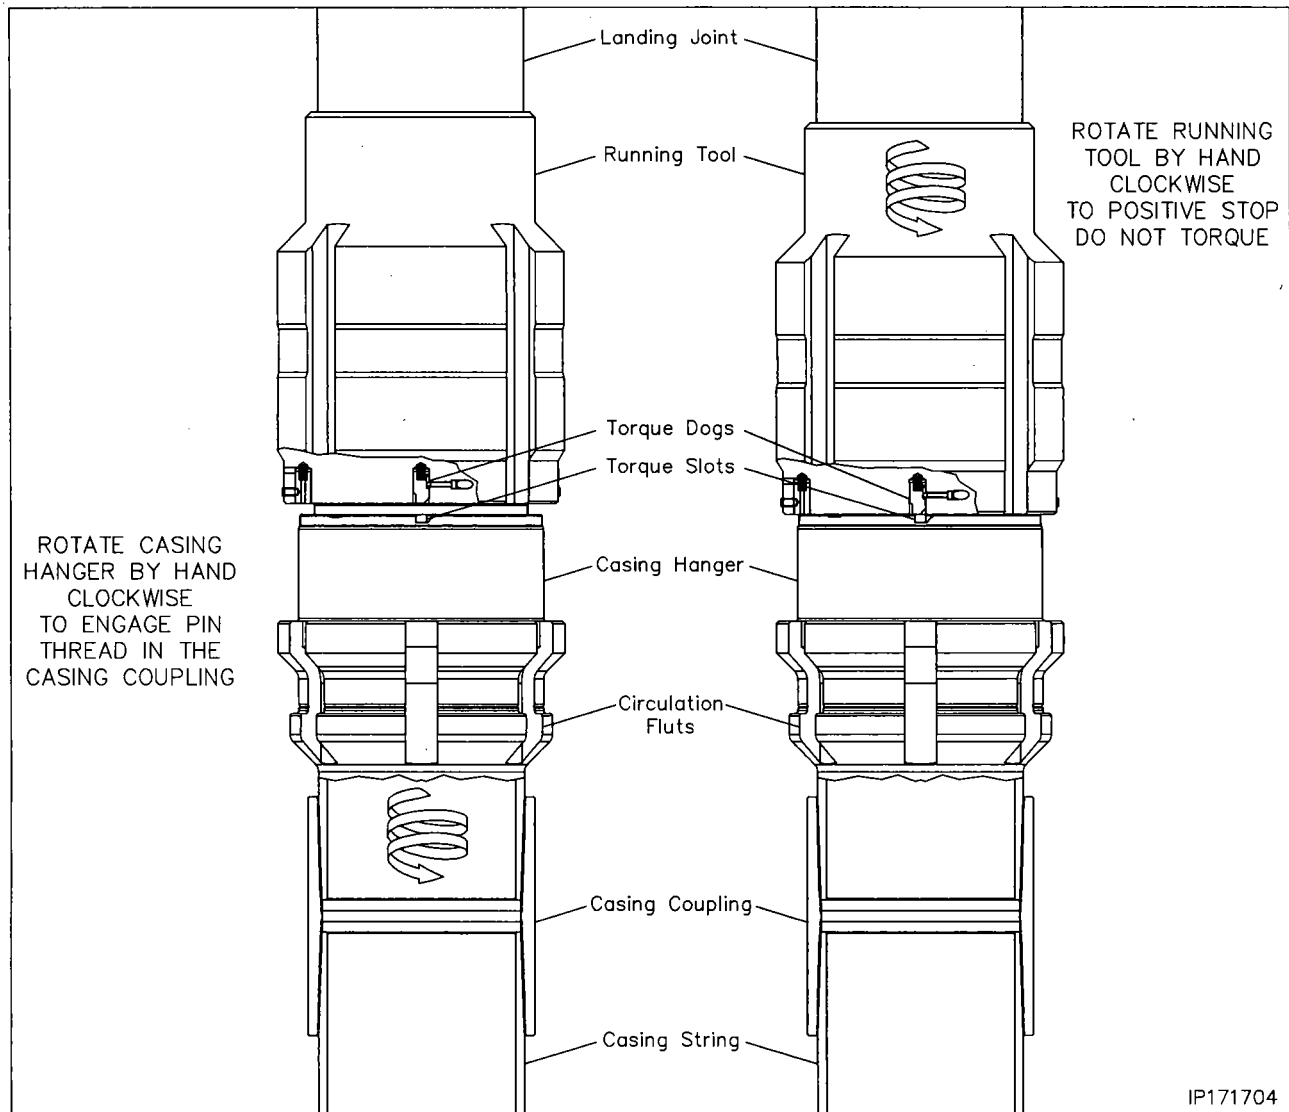 Landing Joint
Running Tool
ROTATE RUNNING
TOOL BY HAND
CLOCKWISE
TO POSITIVE STOP
DO NOT TORQUE
Torque Dogs
Torque Slots
ROTATE CASING
HANGER BY HAND
CLOCKWISE
TO ENGAGE PIN
THREAD IN THE
CASING COUPLING
Casing Hanger
Circulation
Fluts
Casing Coupling
Casing String
IP171704